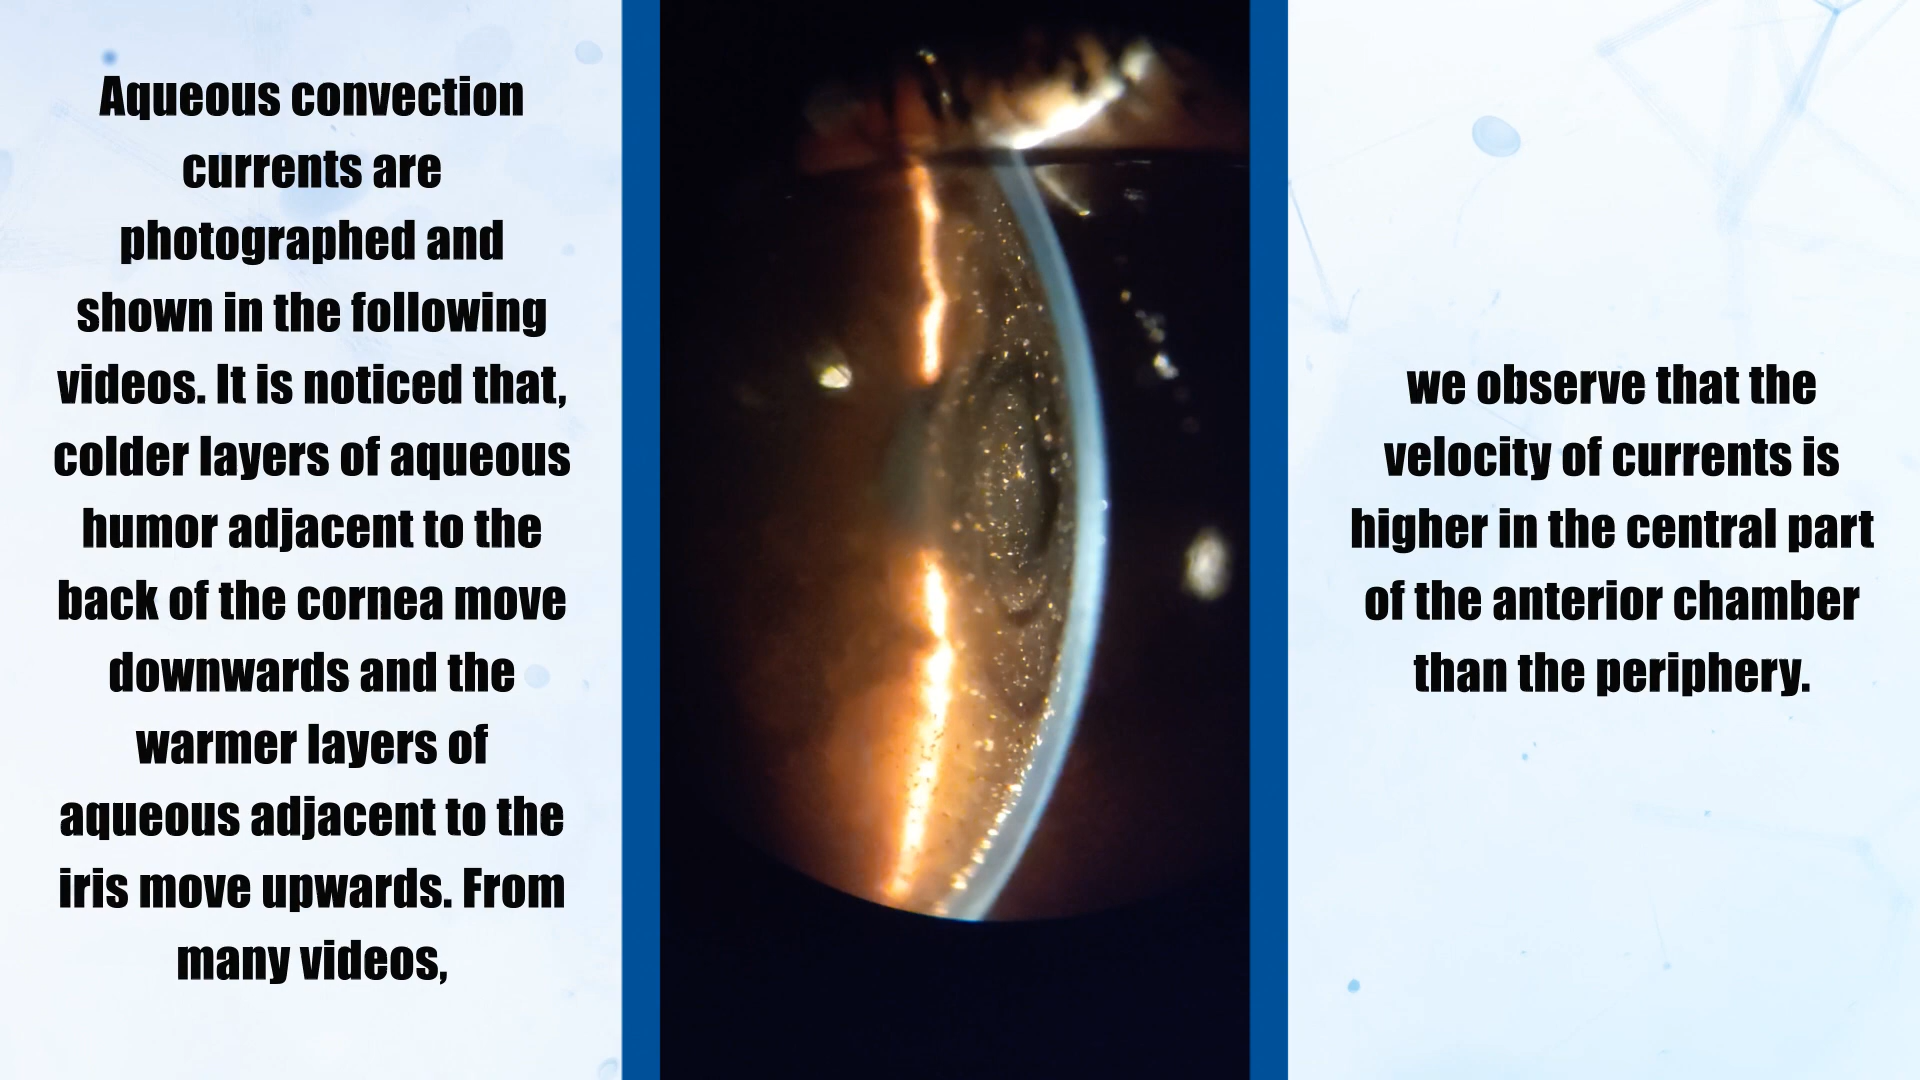 Aqueous convection
currents are
photographed and
shown in the following
videos. It is noticed that,
colder layers of aqueous
humor adjacent to the
back of the cornea move
downwards and the
warmer layers of
aqueous adjacent to the
iris move upwards. From
many videos,
we observe that the
velocity of currents is
higher in the central part
of the anterior chamber
than the periphery.